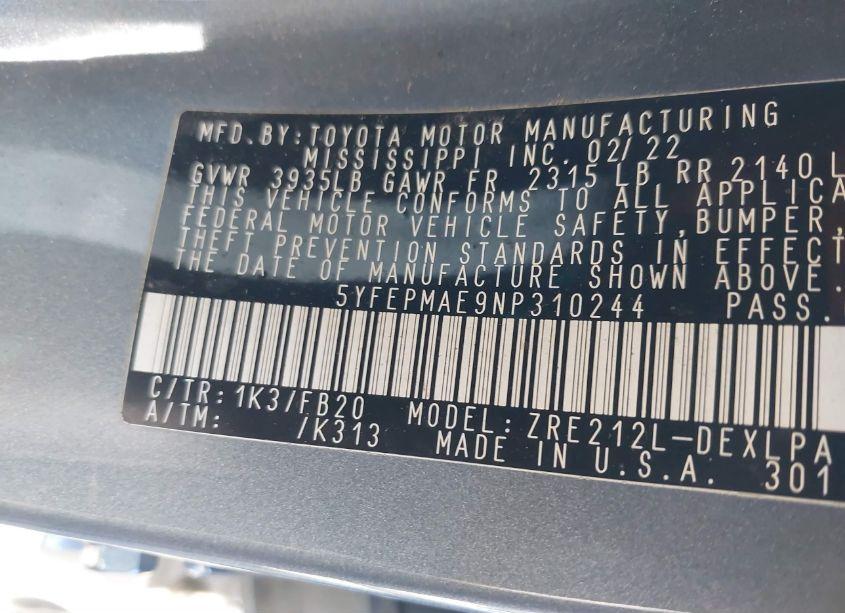 MFD.BY:TOYOTA MOTOR MANUFACTURING
MISSISSIPPI INC. 02/22
GVWR 3935LB GAWR FR 2315 LB RR 2140 L
THIS VEHICLE CONFORMS TO ALL APPLICA
FEDERAL MOTOR VEHICLE SAFETY,BUMPER,
THEFT PREVENTION STANDARDS IN EFFECT
THE DATE OF MANUFACTURE SHOWN ABOVE.
5YFEPMAE9NP310244 PASS.
C/TR: 1K3/FB20 MODEL: ZRE212L-DEXLPA
A/TM: /K313 MADE IN U.S.A. 301